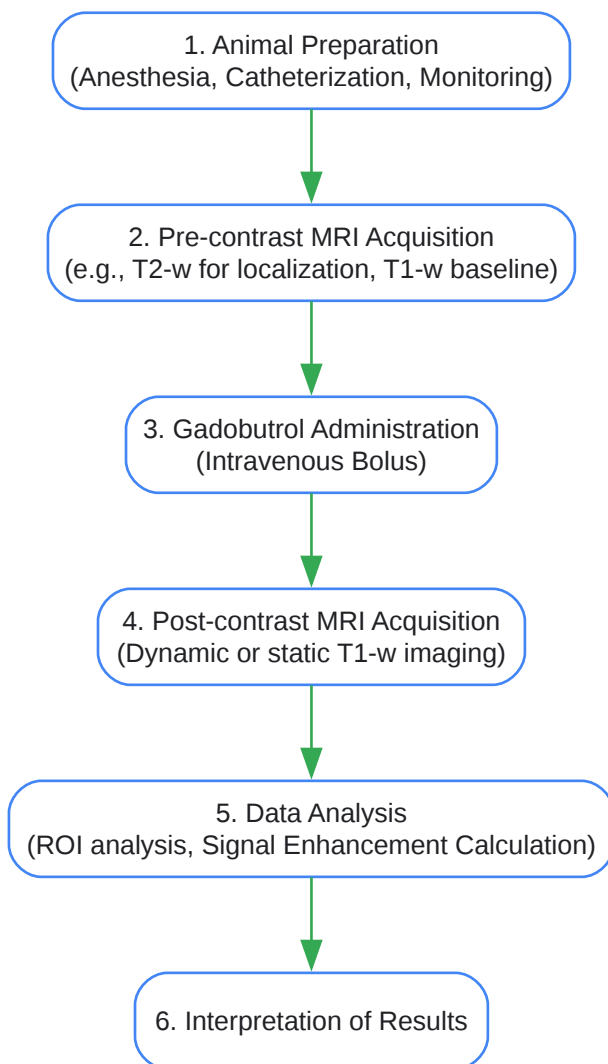 1. Animal Preparation
(Anesthesia, Catheterization, Monitoring)
2. Pre-contrast MRI Acquisition
(e.g., T2-w for localization, T1-w baseline)
3. Gadobutrol Administration
(Intravenous Bolus)
4. Post-contrast MRI Acquisition
(Dynamic or static T1-w imaging)
5. Data Analysis
(ROI analysis, Signal Enhancement Calculation)
6. Interpretation of Results